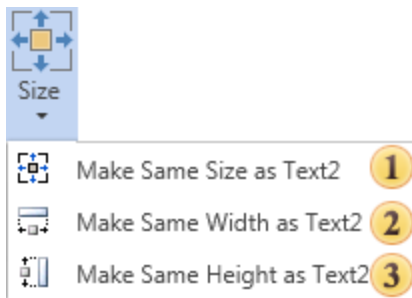 Size
Make Same Size as Text2 1
Make Same Width as Text2 2
Make Same Height as Text2 3